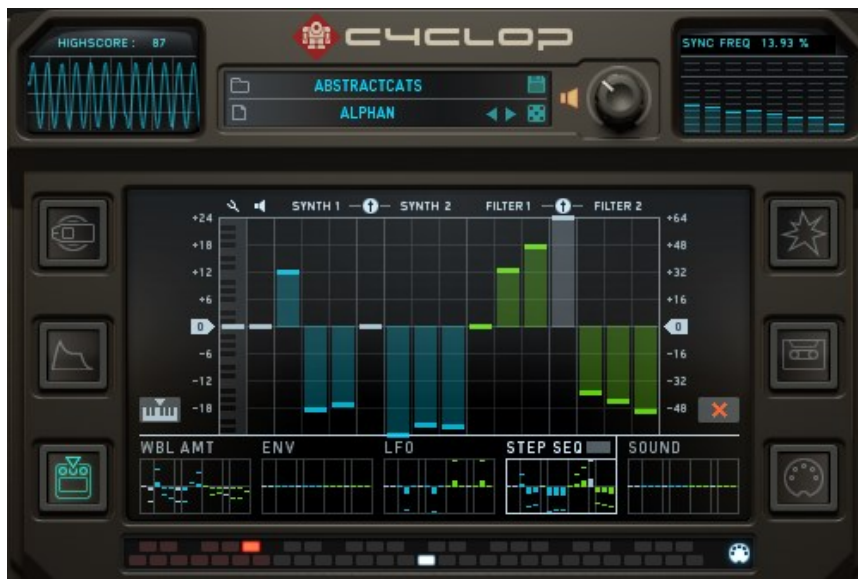 HIGHSCORE: 87
CYCLOP
SYNC FREQ 13.93 %
ABSTRACTCATS
ALPHAN
SYNTH 1
SYNTH 2
FILTER 1
FILTER 2
+24
+64
+18
+48
+12
+32
+6
+16
0
0
-6
-16
-12
-32
-18
-48
WBL AMT
ENV
LFO
STEP SEQ
SOUND